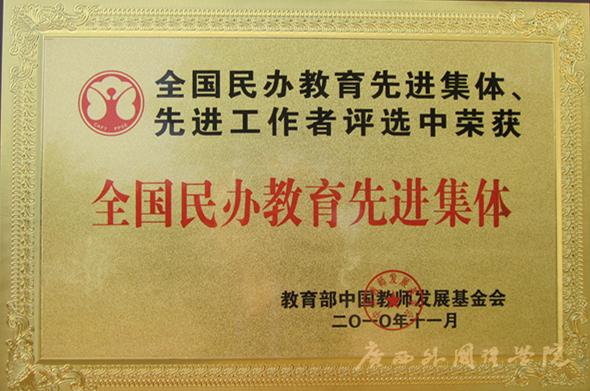 全国民办教育先进集体、
先进工作者评选中荣获
全国民办教育先进集体
教育部中国教师发展基金会
二〇一〇年十一月
广西外国语学院